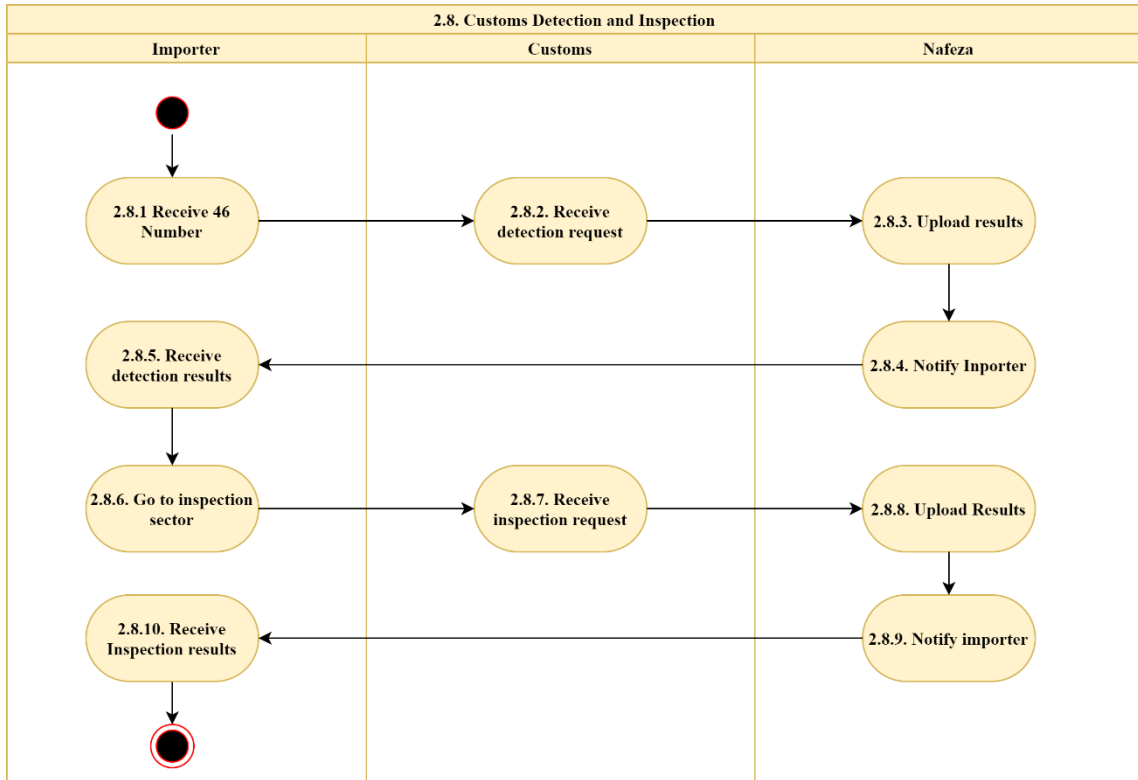 2.8. Customs Detection and Inspection
Importer
Customs
Nafeza
2.8.1 Receive 46
Number
2.8.2. Receive
detection request
2.8.3. Upload results
2.8.5. Receive
detection results
2.8.4. Notify Inporter
2.8.6. Go to inspection
sector
2.8.7. Receive
inspection request
2.8.8. Upload Results
2.8.10. Receive
Inspection results
2.8.9. Notify importer